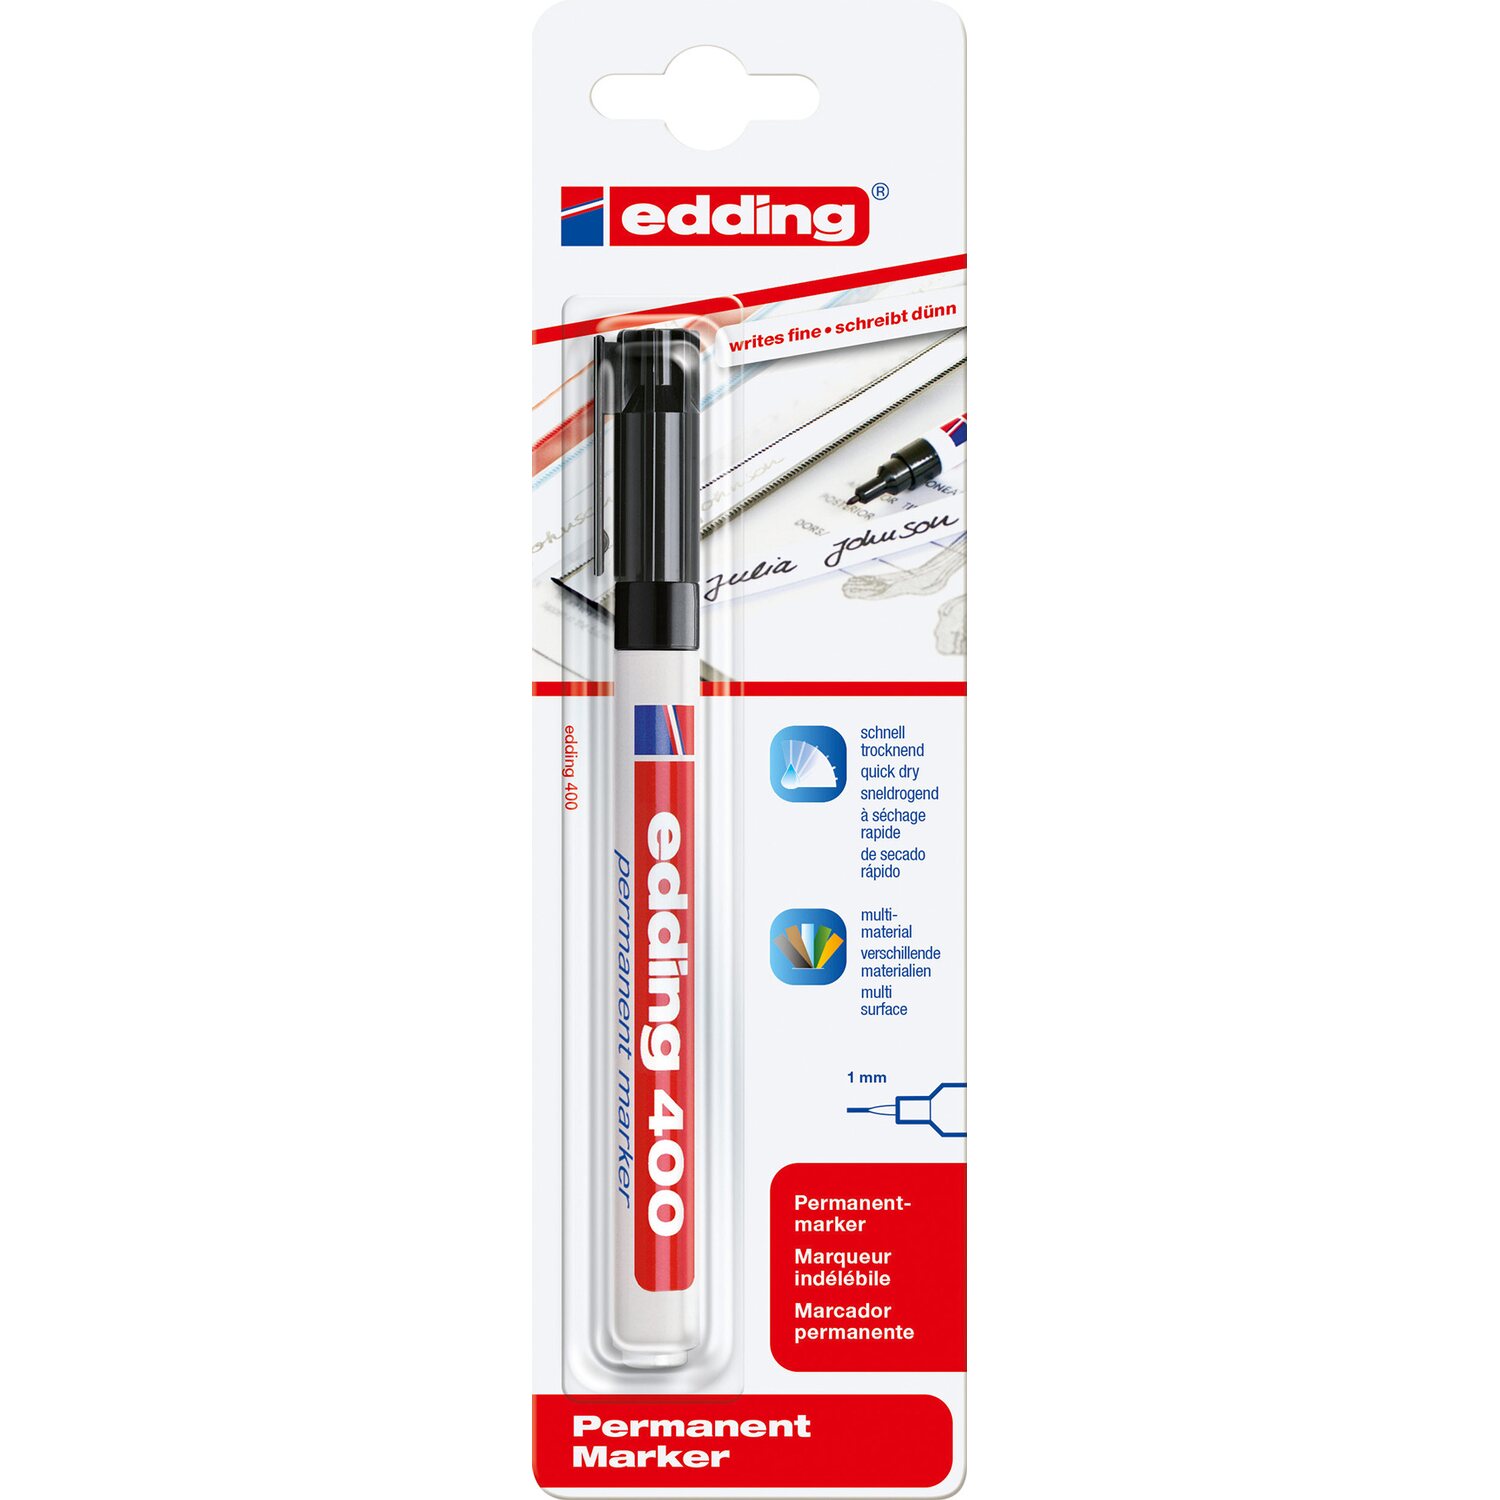 edding®
writes fine • schreibt dünn
Julia Johnson
edding 400
edding 400
permanent marker
schnell
trocknend
quick dry
sneldrogend
à séchage
rapide
de secado
rápido
multi-
material
verschillende
materialien
multi
surface
1 mm
Permanent-
marker
Marqueur
indélébile
Marcador
permanente
Permanent
Marker